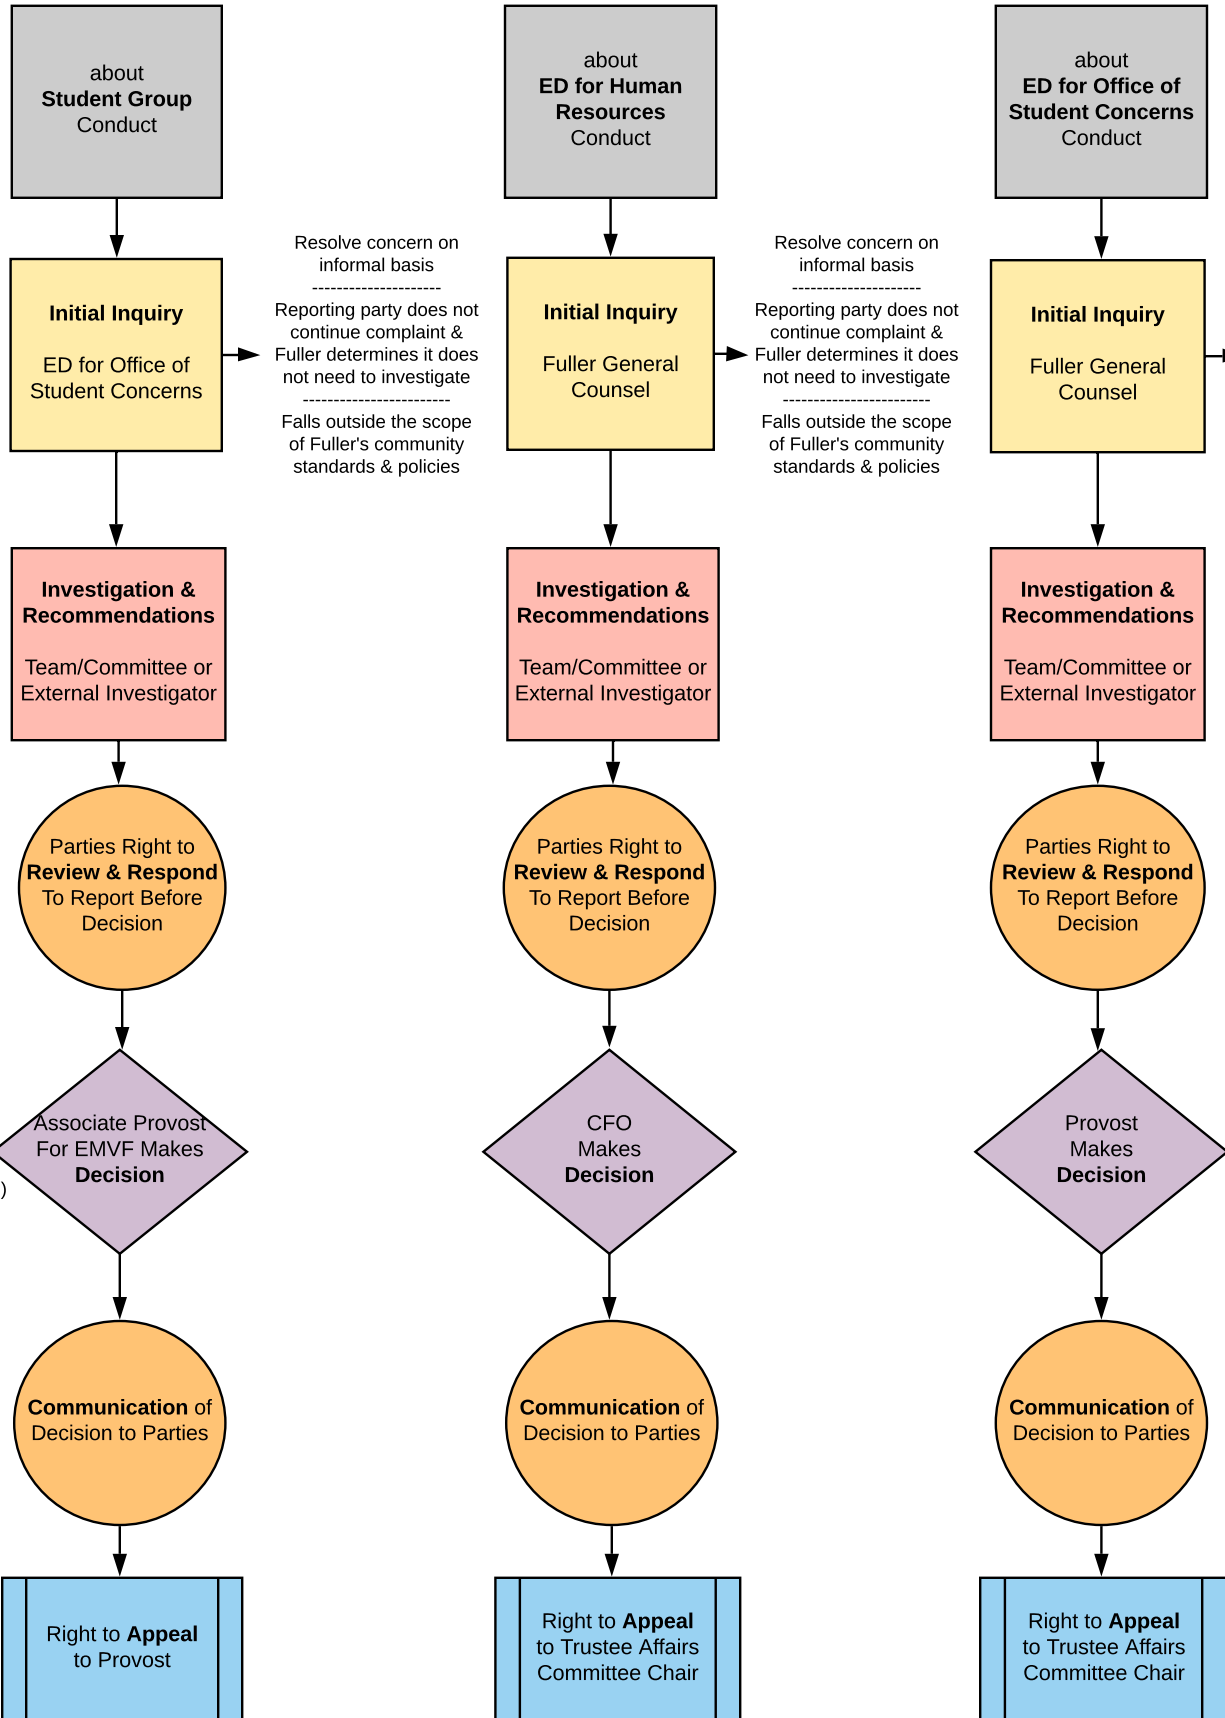 about
Student Group
Conduct
Initial Inquiry
ED for Office of
Student Concerns
Resolve concern on
informal basis
---------------------
Reporting party does not
continue complaint &
Fuller determines it does
not need to investigate
------------------------
Falls outside the scope
of Fuller's community
standards & policies
Investigation &
Recommendations
Team/Committee or
External Investigator
Parties Right to
Review & Respond
To Report Before
Decision
Associate Provost
For EMVF Makes
Decision
)
Communication of
Decision to Parties
Right to Appeal
to Provost
about
ED for Human
Resources
Conduct
Initial Inquiry
Fuller General
Counsel
Resolve concern on
informal basis
---------------------
Reporting party does not
continue complaint &
Fuller determines it does
not need to investigate
------------------------
Falls outside the scope
of Fuller's community
standards & policies
Investigation &
Recommendations
Team/Committee or
External Investigator
Parties Right to
Review & Respond
To Report Before
Decision
CFO
Makes
Decision
Communication of
Decision to Parties
Right to Appeal
to Trustee Affairs
Committee Chair
about
ED for Office of
Student Concerns
Conduct
Initial Inquiry
Fuller General
Counsel
Investigation &
Recommendations
Team/Committee or
External Investigator
Parties Right to
Review & Respond
To Report Before
Decision
Provost
Makes
Decision
Communication of
Decision to Parties
Right to Appeal
to Trustee Affairs
Committee Chair